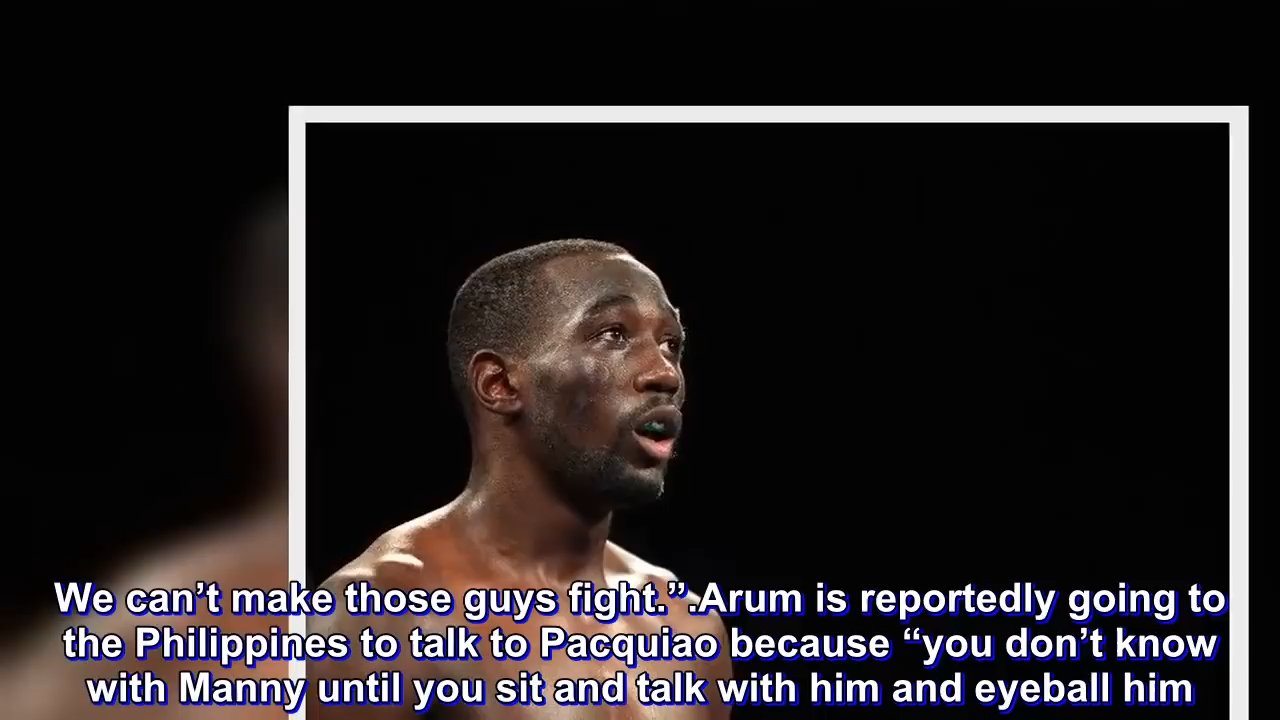 We can’t make those guys fight.”.Arum is reportedly going to
the Philippines to talk to Pacquiao because “you don’t know
with Manny until you sit and talk with him and eyeball him